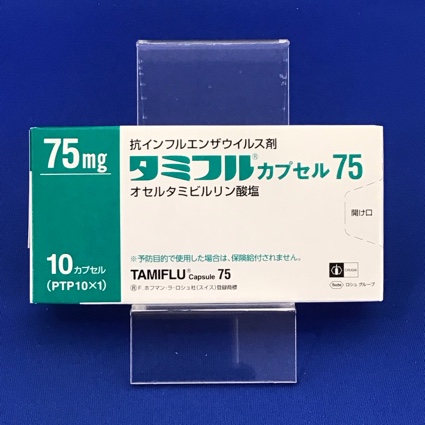 75mg
抗インフルエンザウイルス剤
タミフル®カプセル75
オセルタミビルリン酸塩
開け口
10カプセル
(PTP10×1)
※予防目的で使用した場合は、保険給付されません。
TAMIFLU® Capsule 75
Ⓡ F. ホフマン・ラ・ロシュ社(スイス)登録商標
CHUGAI
Roche ロシュ グループ